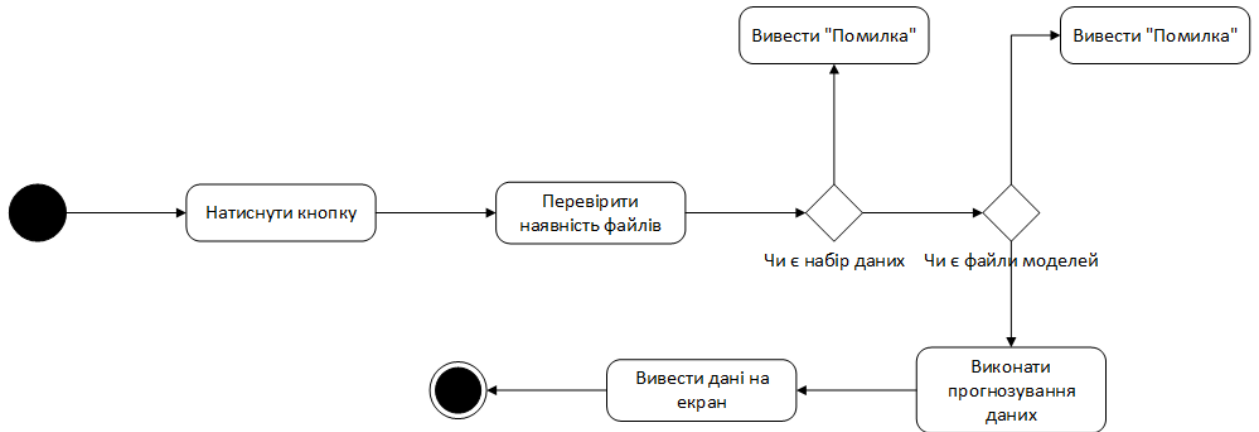 Вивести "Помилка"
Вивести "Помилка"
Натиснути кнопку
Перевірити
наявність файлів
Чи є набір даних
Чи є файли моделей
Вивести дані на
екран
Виконати
прогнозування
даних